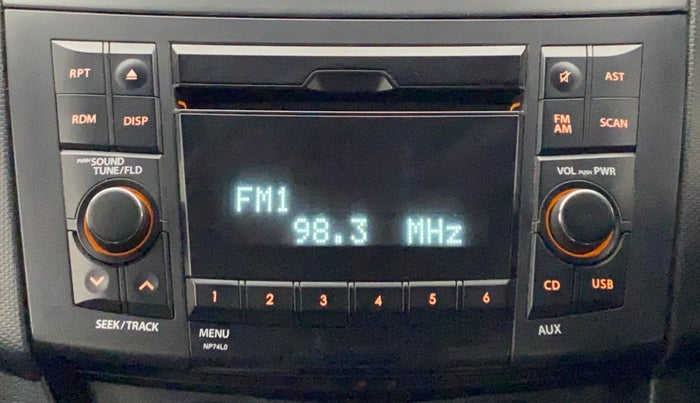 RPT
RDM
DISP
PUSH SOUND
TUNE/FLD
SEEK/TRACK
FM1
98.3 MHz
1 2 3 4 5 6
MENU
NP74L0
AST
FM
AM
SCAN
VOL PUSH PWR
CD
USB
AUX